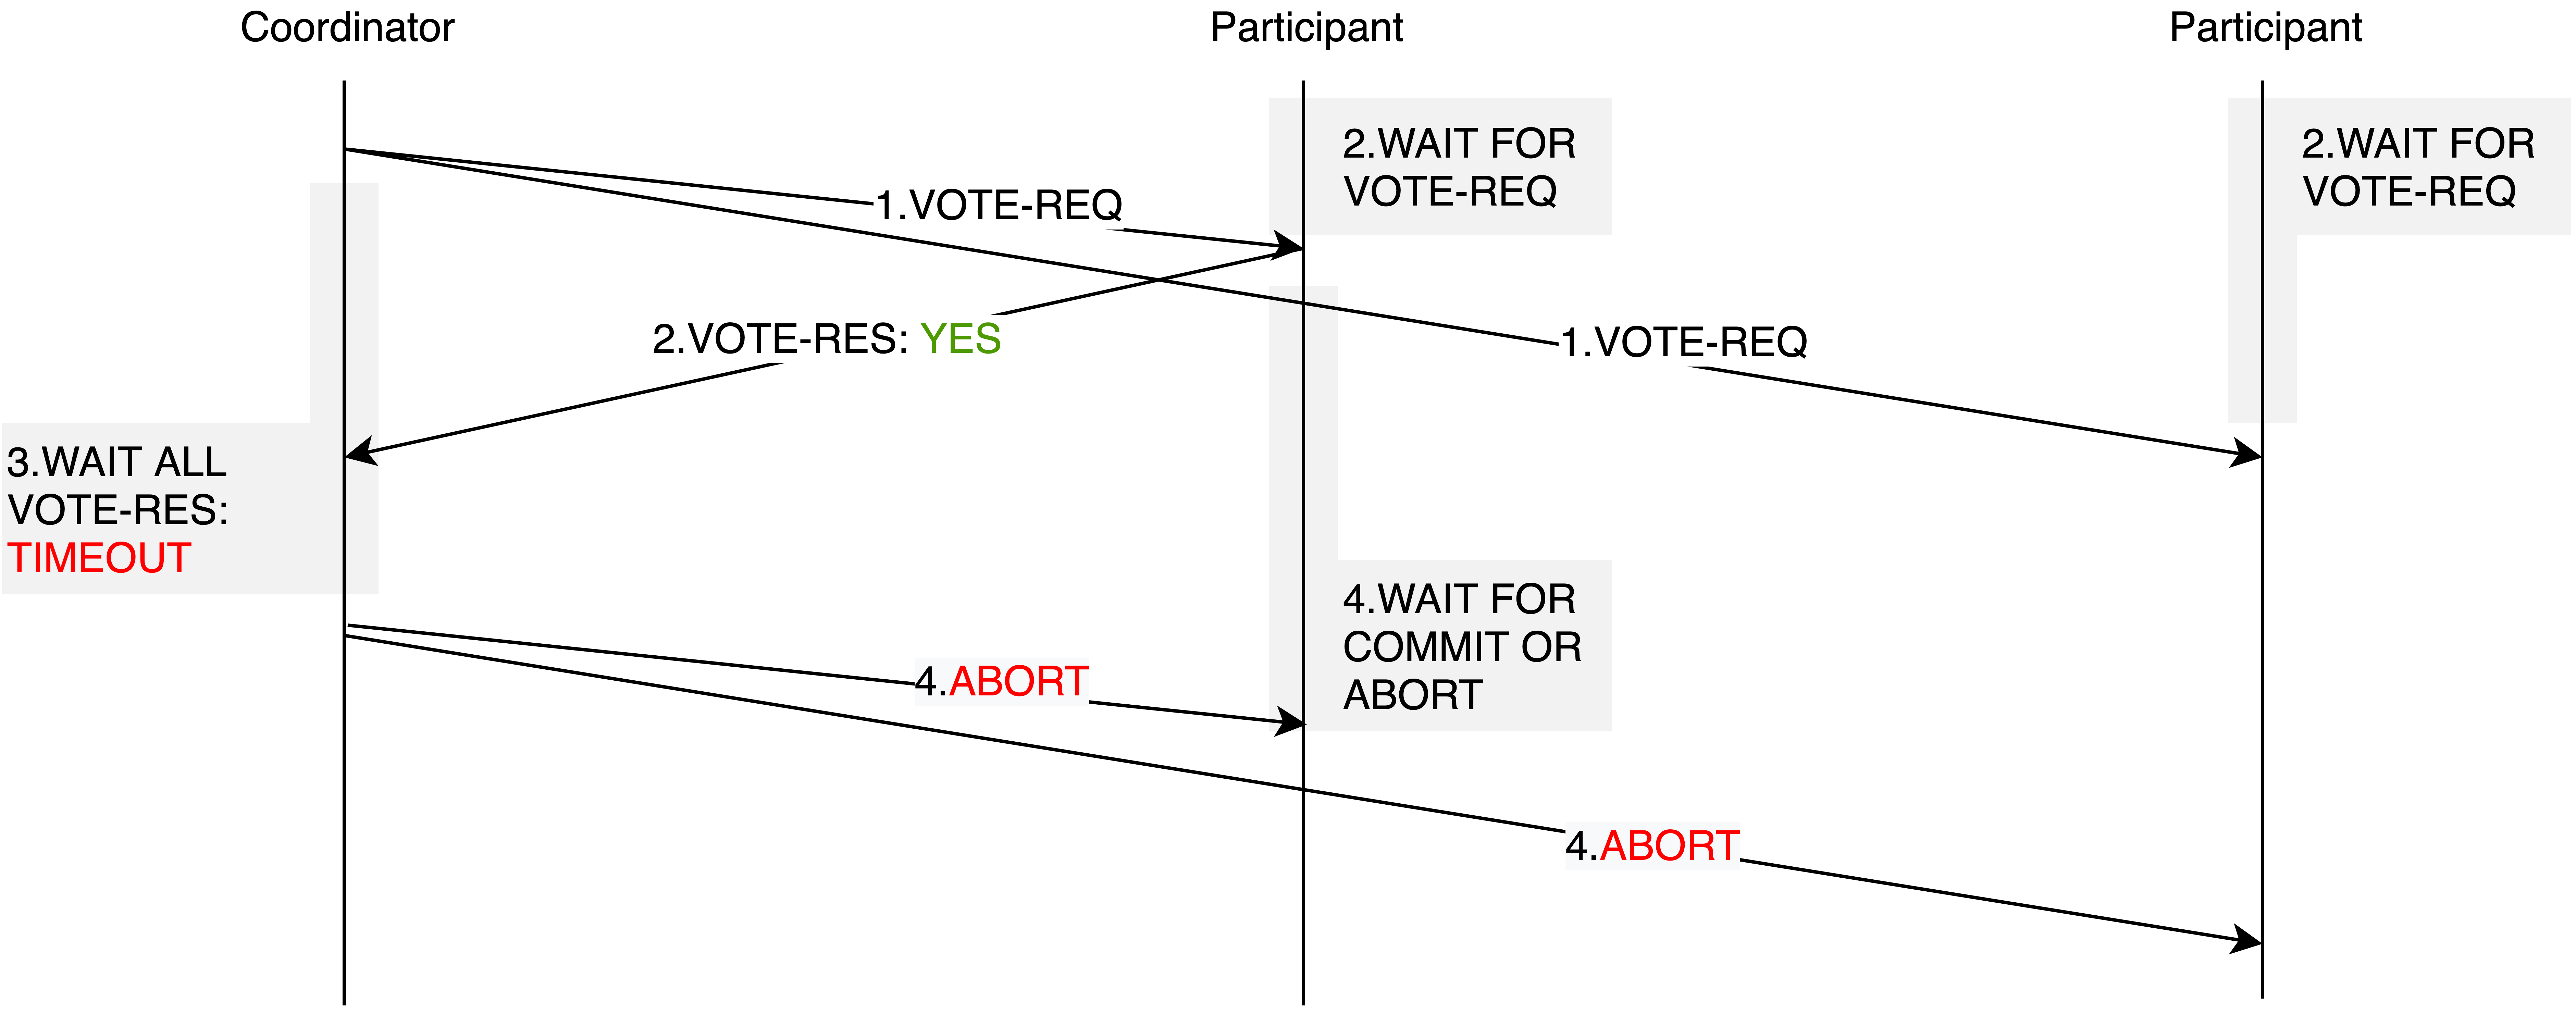 Coordinator
Participant
Participant
2.WAIT FOR
VOTE-REQ
2.WAIT FOR
VOTE-REQ
1.VOTE-REQ
2.VOTE-RES: YES
1.VOTE-REQ
3.WAIT ALL
VOTE-RES:
TIMEOUT
4.WAIT FOR
COMMIT OR
ABORT
4.ABORT
4.ABORT